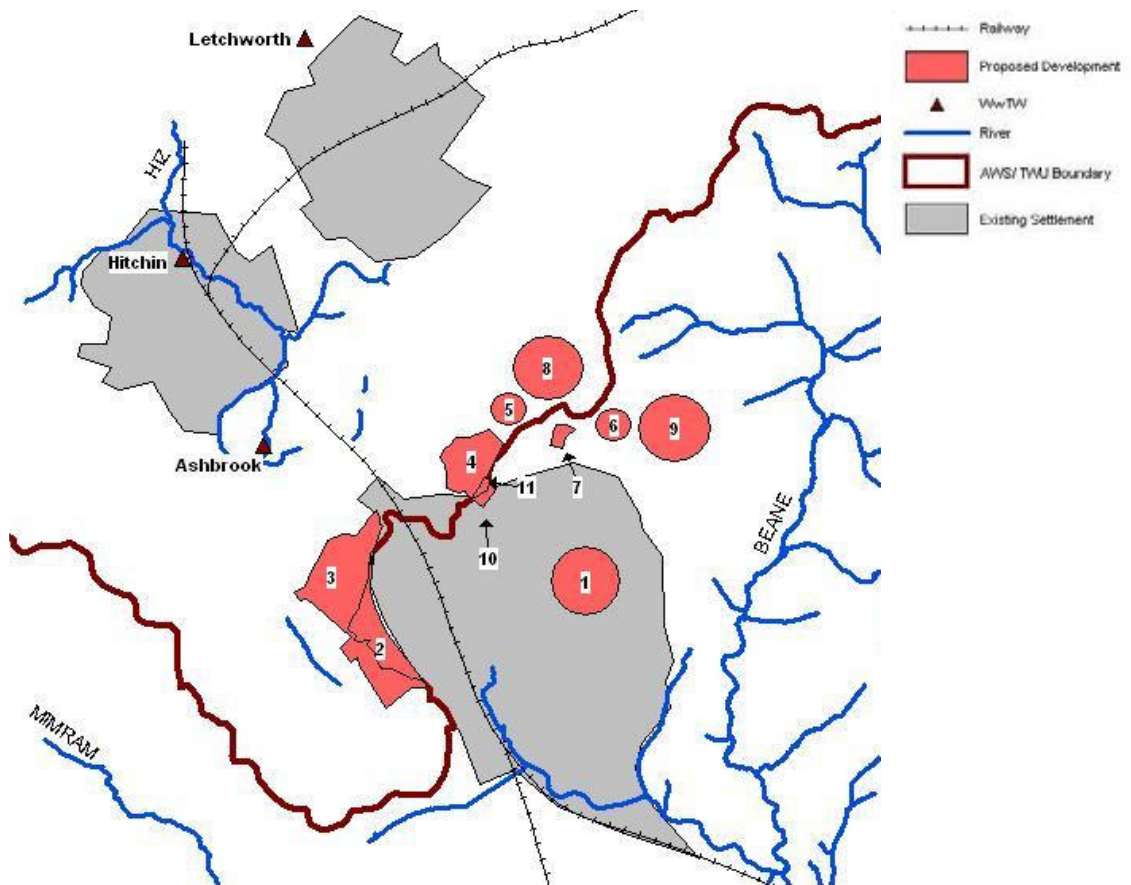 Letchworth
HIZ
Hitchin
Ashbrook
8
5
6
9
4
11
7
10
3
1
2
BEANE
MIMRAM
Railway
Proposed Development
WwTW
River
AWS/ TWU Boundary
Existing Settlement